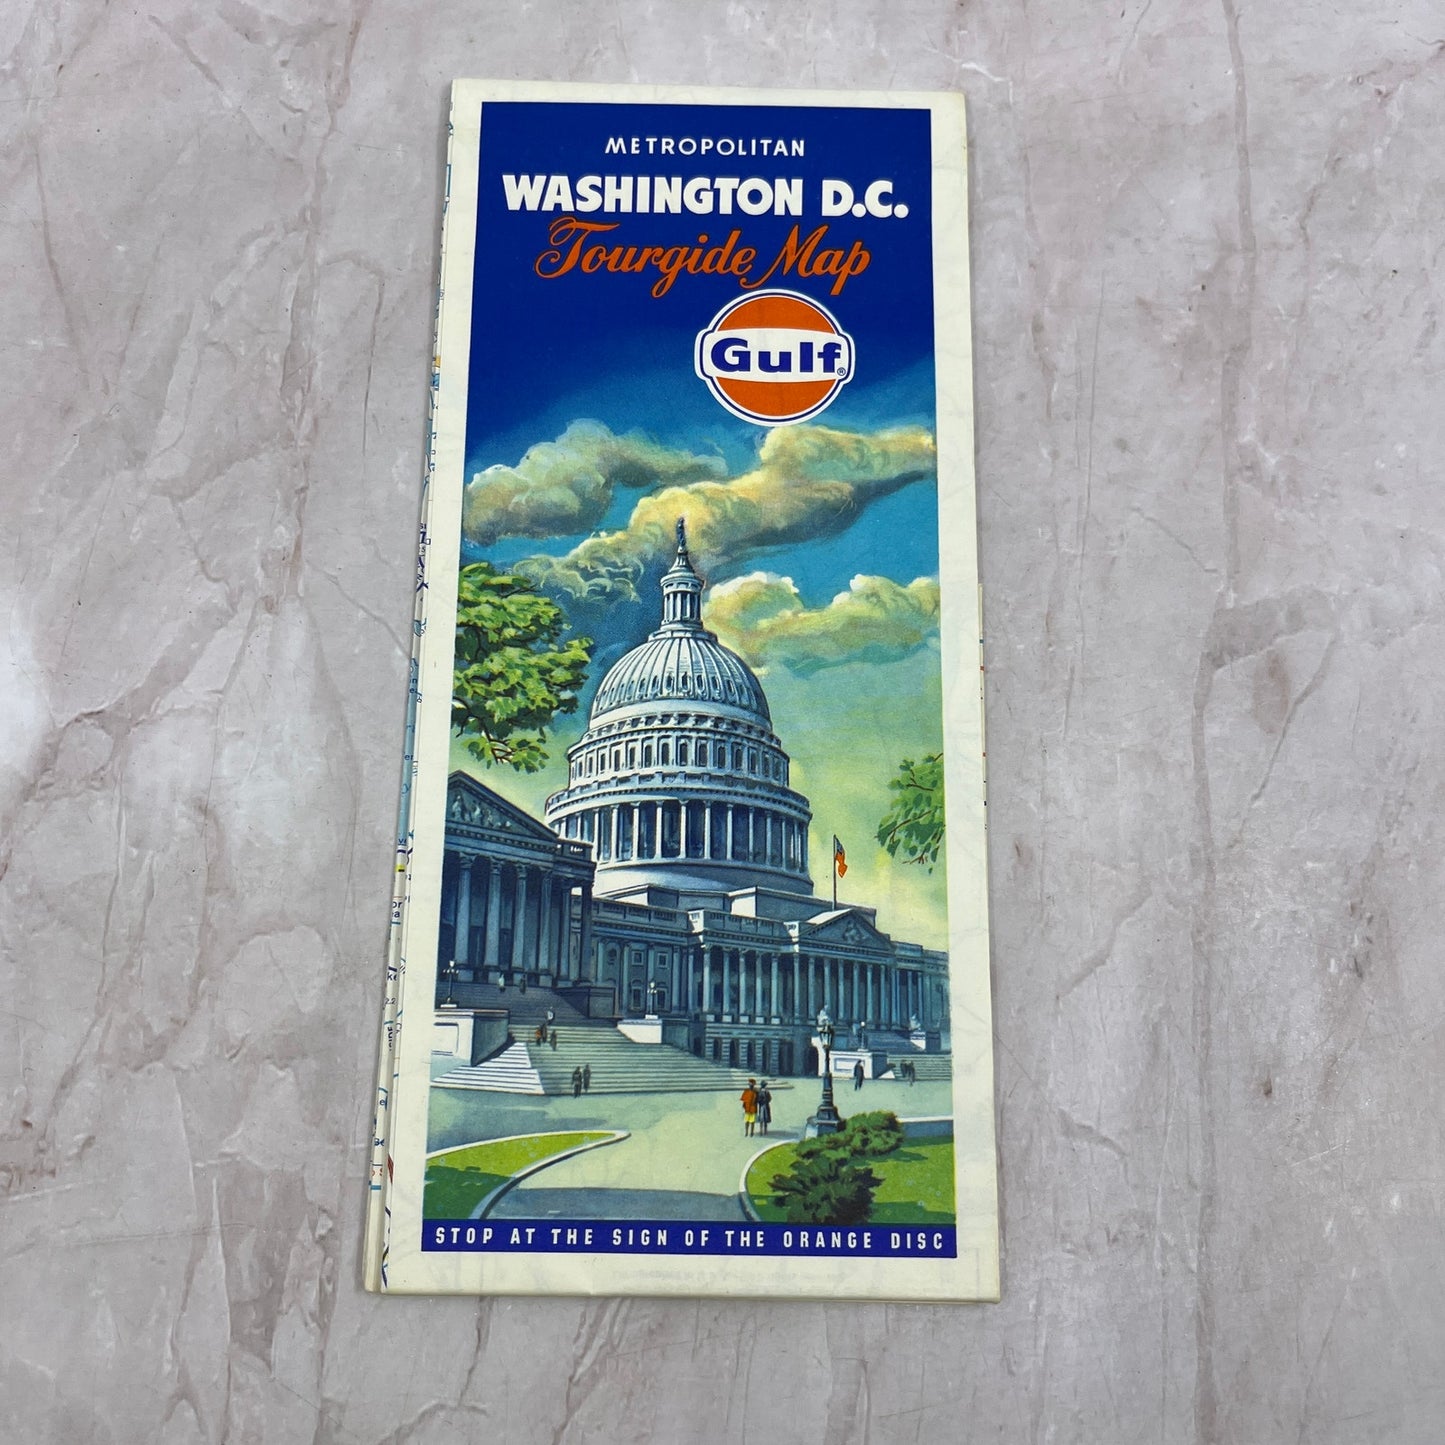 METROPOLITAN
WASHINGTON D.C.
Tourgide Map
Gulf®
STOP AT THE SIGN OF THE ORANGE DISC